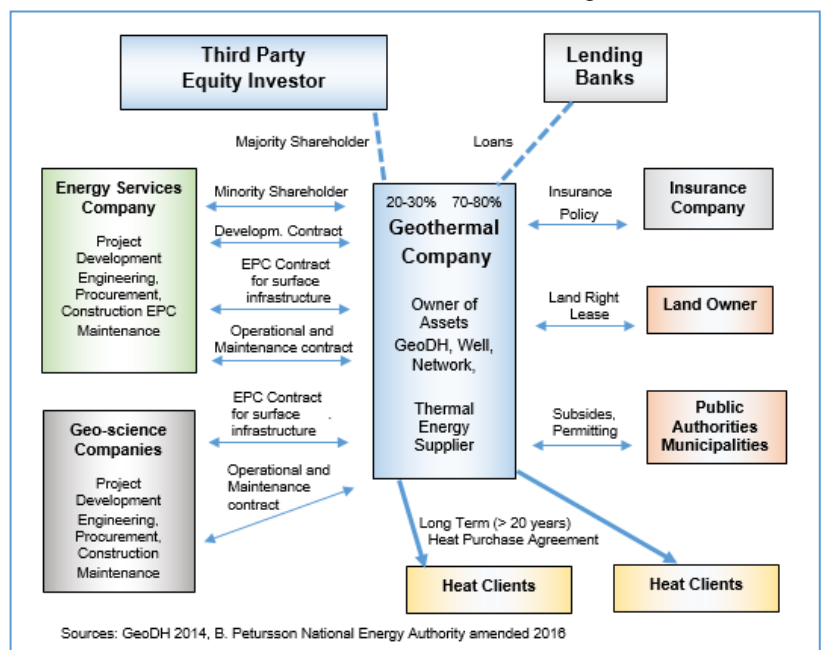 Third Party
Equity Investor
Lending
Banks
Majority Shareholder
Loans
Energy Services
Company
Project
Development
Engineering,
Procurement,
Construction EPC
Maintenance
Minority Shareholder
Developm. Contract
EPC Contract
for surface
infrastructure
Operational and
Maintenance contract
20-30% 70-80%
Geothermal
Company
Owner of
Assets
GeoDH, Well,
Network,
Thermal
Energy
Supplier
Insurance
Policy
Insurance
Company
Land Right
Lease
Land Owner
Subsides,
Permitting
Public
Authorities
Municipalities
Geo-science
Companies
Project
Development
Engineering,
Procurement,
Construction
Maintenance
EPC Contract
for surface .
infrastructure
Operational and
Maintenance
contract
Long Term (> 20 years)
Heat Purchase Agreement
Heat Clients
Heat Clients
Sources: GeoDH 2014, B. Petursson National Energy Authority amended 2016